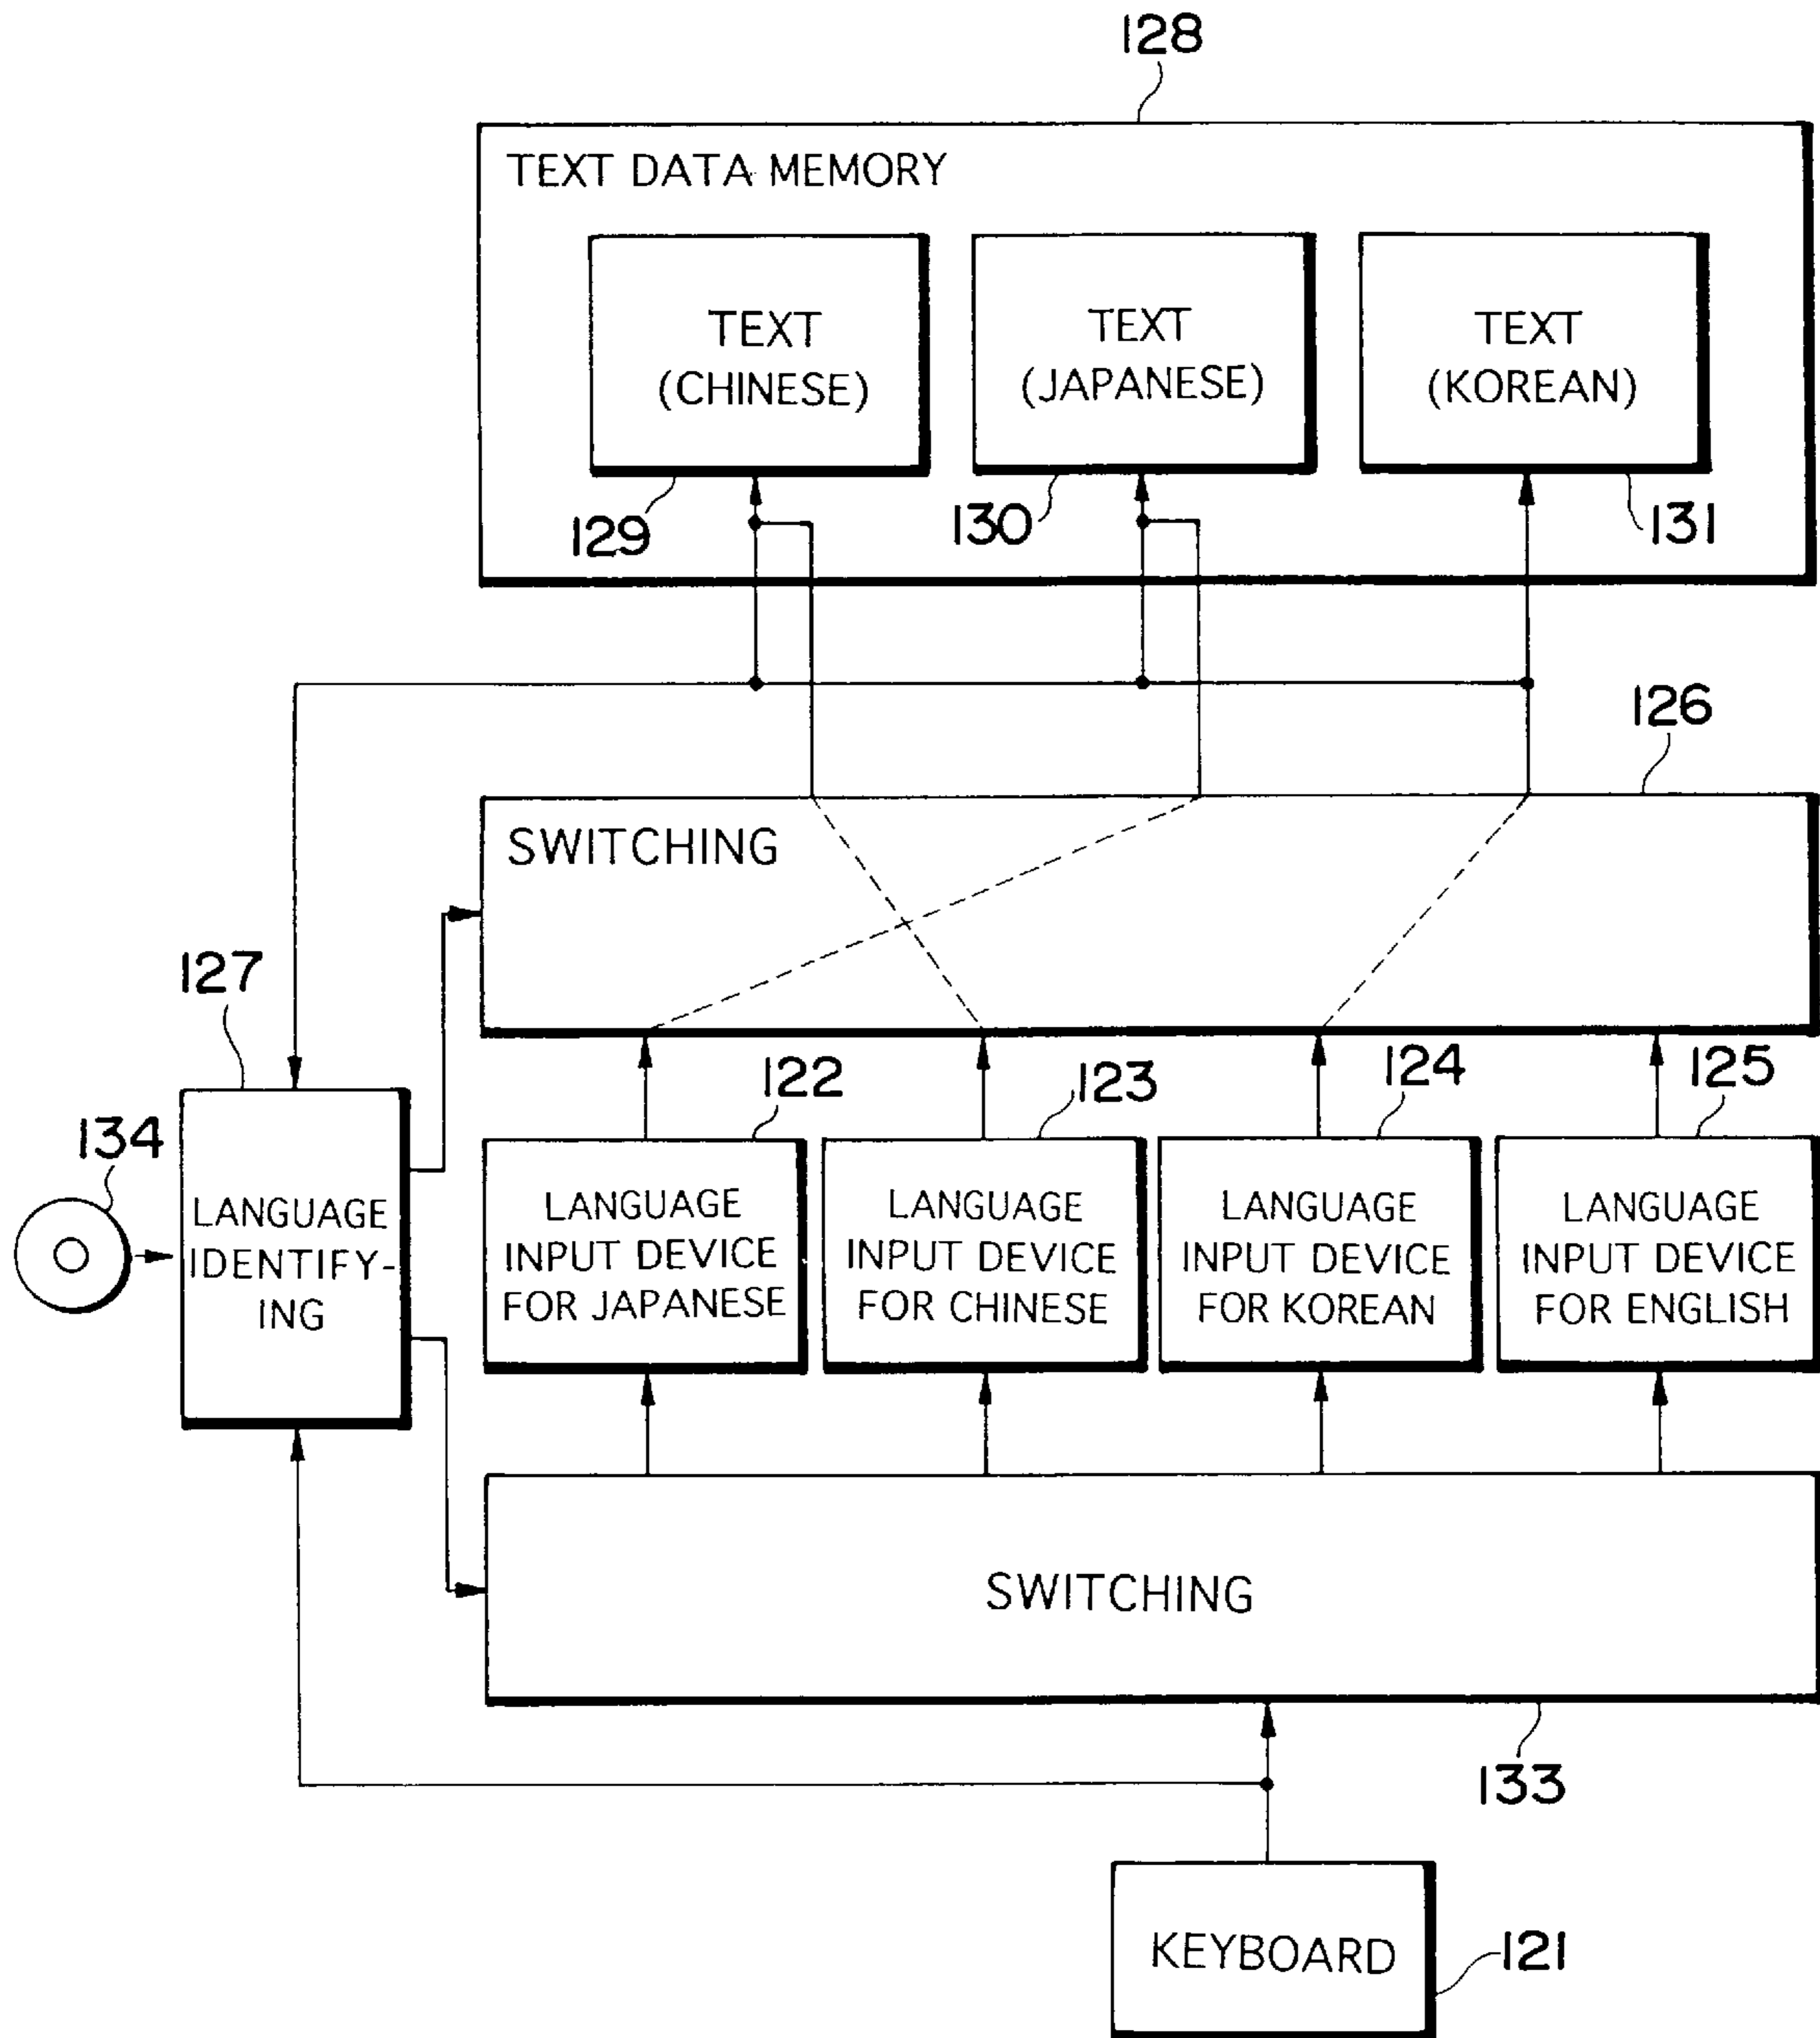 128
TEXT DATA MEMORY
TEXT
(CHINESE)
TEXT
(JAPANESE)
TEXT
(KOREAN)
129
130
131
126
SWITCHING
127
122
123
124
125
134
LANGUAGE
IDENTIFY-
ING
LANGUAGE
INPUT DEVICE
FOR JAPANESE
LANGUAGE
INPUT DEVICE
FOR CHINESE
LANGUAGE
INPUT DEVICE
FOR KOREAN
LANGUAGE
INPUT DEVICE
FOR ENGLISH
SWITCHING
133
KEYBOARD
121